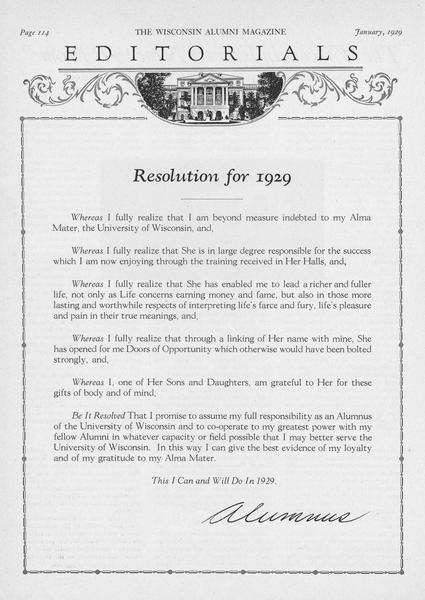 Page 114
THE WISCONSIN ALUMNI MAGAZINE
January, 1929
EDITORIALS
Resolution for 1929
Whereas I fully realize that I am beyond measure indebted to my Alma
Mater, the University of Wisconsin, and,
Whereas I fully realize that She is in large degree responsible for the success
which I am now enjoying through the training received in Her Halls, and,
Whereas I fully realize that She has enabled me to lead a richer and fuller
life, not only as Life concerns earning money and fame, but also in those more
lasting and worthwhile respects of interpreting life's farce and fury, life's pleasure
and pain in their true meanings, and,
Whereas I fully realize that through a linking of Her name with mine, She
has opened for me Doors of Opportunity which otherwise would have been bolted
strongly, and,
Whereas I, one of Her Sons and Daughters, am grateful to Her for these
gifts of body and of mind,
Be It Resolved That I promise to assume my full responsibility as an Alumnus
of the University of Wisconsin and to co-operate to my greatest power with my
fellow Alumni in whatever capacity or field possible that I may better serve the
University of Wisconsin. In this way I can give the best evidence of my loyalty
and of my gratitude to my Alma Mater.
This I Can and Will Do In 1929.
Alumnus